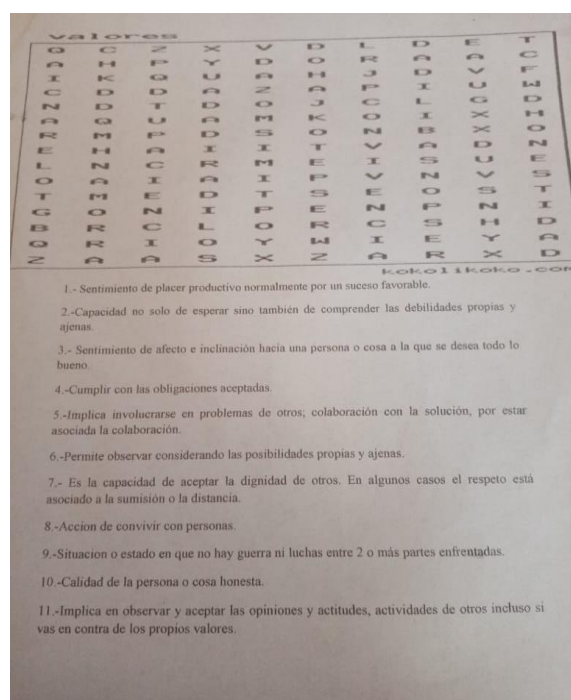 valores
Q C Z X V D L D E T
A H P Y D O R A A C
I K Q U A H J D V F
C D D A Z A P I U W
N D T D O J C L G D
A Q U A M K O I X H
R M P D S O N B X O
E H A I I T V A D N
L N C R M E I S U E
O A I A I P V N V S
T M E D T S E O S T
G O N I P E N P N I
B R C L O R C S H D
Q R I O Y W I E Y A
Z A A S X Z A R X D
kokolikoko.com
1.- Sentimiento de placer productivo normalmente por un suceso favorable.
2.-Capacidad no solo de esperar sino también de comprender las debilidades propias y
ajenas.
3.- Sentimiento de afecto e inclinación hacia una persona o cosa a la que se desea todo lo
bueno.
4.-Cumplir con las obligaciones aceptadas.
5.-Implica involucrarse en problemas de otros; colaboración con la solución, por estar
asociada la colaboración.
6.-Permite observar considerando las posibilidades propias y ajenas.
7.- Es la capacidad de aceptar la dignidad de otros. En algunos casos el respeto está
asociado a la sumisión o la distancia.
8.-Accion de convivir con personas.
9.-Situacion o estado en que no hay guerra ni luchas entre 2 o más partes enfrentadas.
10.-Calidad de la persona o cosa honesta.
11.-Implica en observar y aceptar las opiniones y actitudes, actividades de otros incluso si
vas en contra de los propios valores.